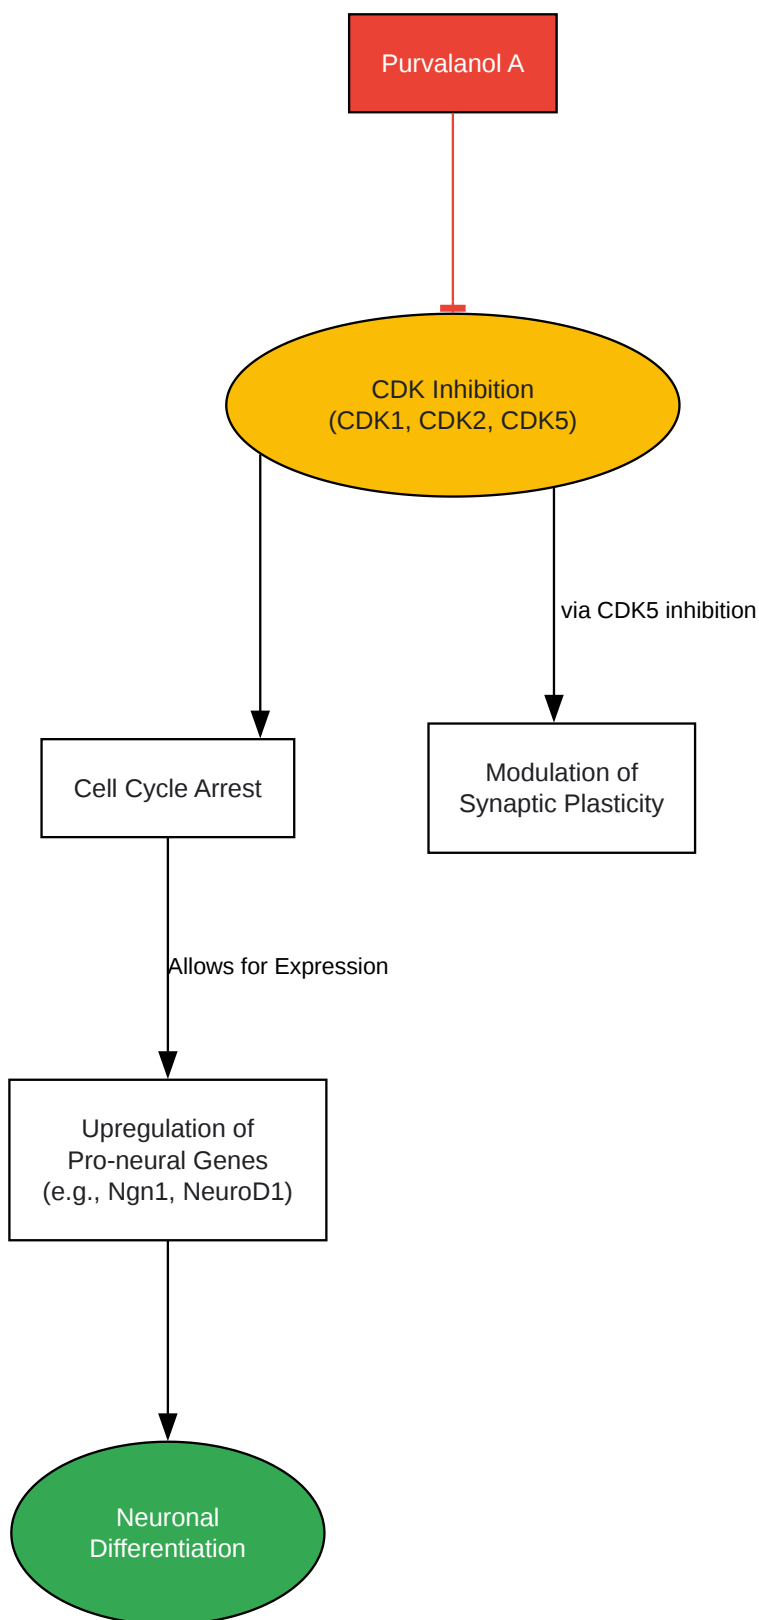 Purvalanol A
CDK Inhibition
(CDK1, CDK2, CDK5)
via CDK5 inhibition
Cell Cycle Arrest
Modulation of
Synaptic Plasticity
Allows for Expression
Upregulation of
Pro-neural Genes
(e.g., Ngn1, NeuroD1)
Neuronal
Differentiation